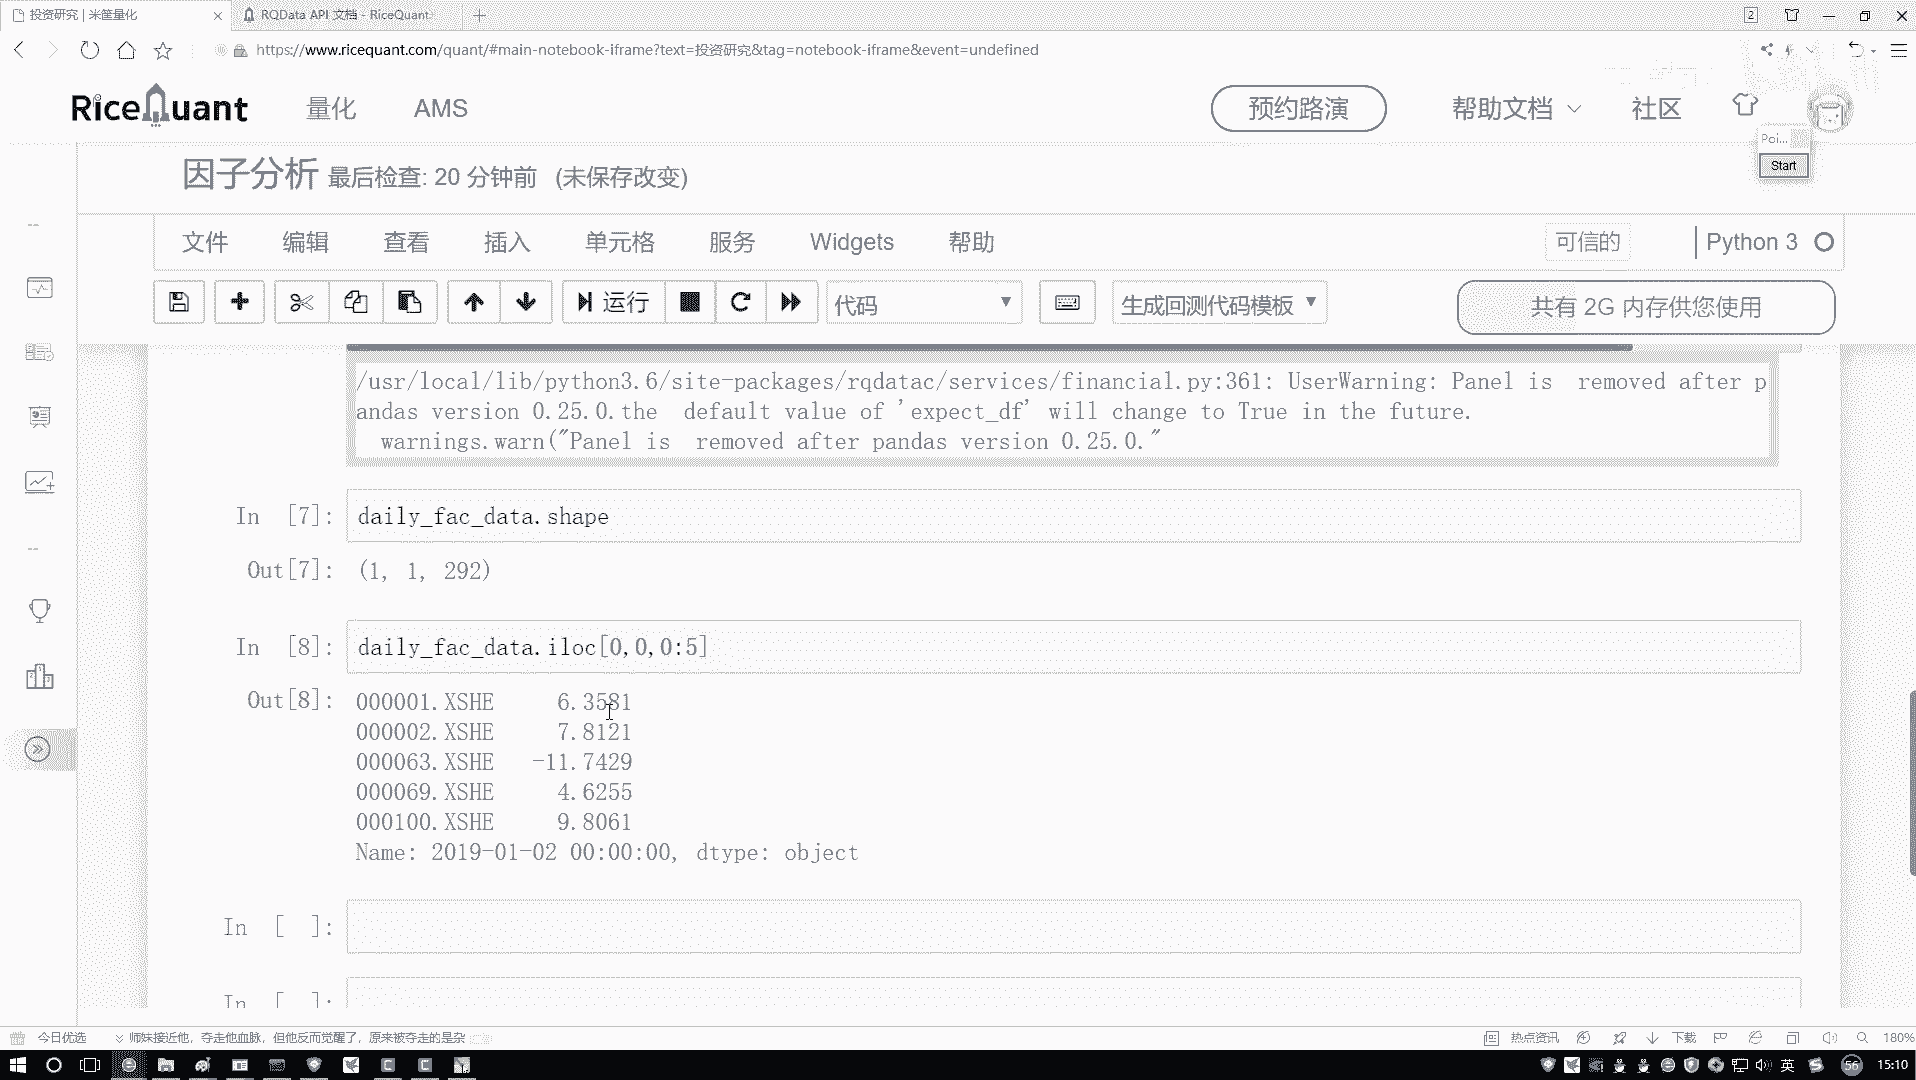 投资研究 | 米筐量化
RQData API 文档 - RiceQuant
2
https://www.ricequant.com/quant/#main-notebook-iframe?text=投资研究&tag=notebook-iframe&event=undefined
RiceQuant 量化 AMS 预约路演 帮助文档 社区
Poi...
Start
因子分析 最后检查: 20 分钟前 (未保存改变)
文件 编辑 查看 插入 单元格 服务 Widgets 帮助 可信的 Python 3
运行 代码 生成回测代码模板 共有 2G 内存供您使用
/usr/local/lib/python3.6/site-packages/rqdatac/services/financial.py:361: UserWarning: Panel is  removed after p
andas version 0.25.0.the  default value of 'expect_df' will change to True in the future.
  warnings.warn("Panel is  removed after pandas version 0.25.0."
In [7]: daily_fac_data.shape
Out[7]: (1, 1, 292)
In [8]: daily_fac_data.iloc[0,0,0:5]
Out[8]: 000001.XSHE 6.3581
000002.XSHE 7.8121
000063.XSHE -11.7429
000069.XSHE 4.6255
000100.XSHE 9.8061
Name: 2019-01-02 00:00:00, dtype: object
In [ ]:
In [ ]:
今日优选 师妹接近他，夺走他血脉，但他反而觉醒了，原来被夺走的是杂 热点资讯 下载 180%
英 56 15:10